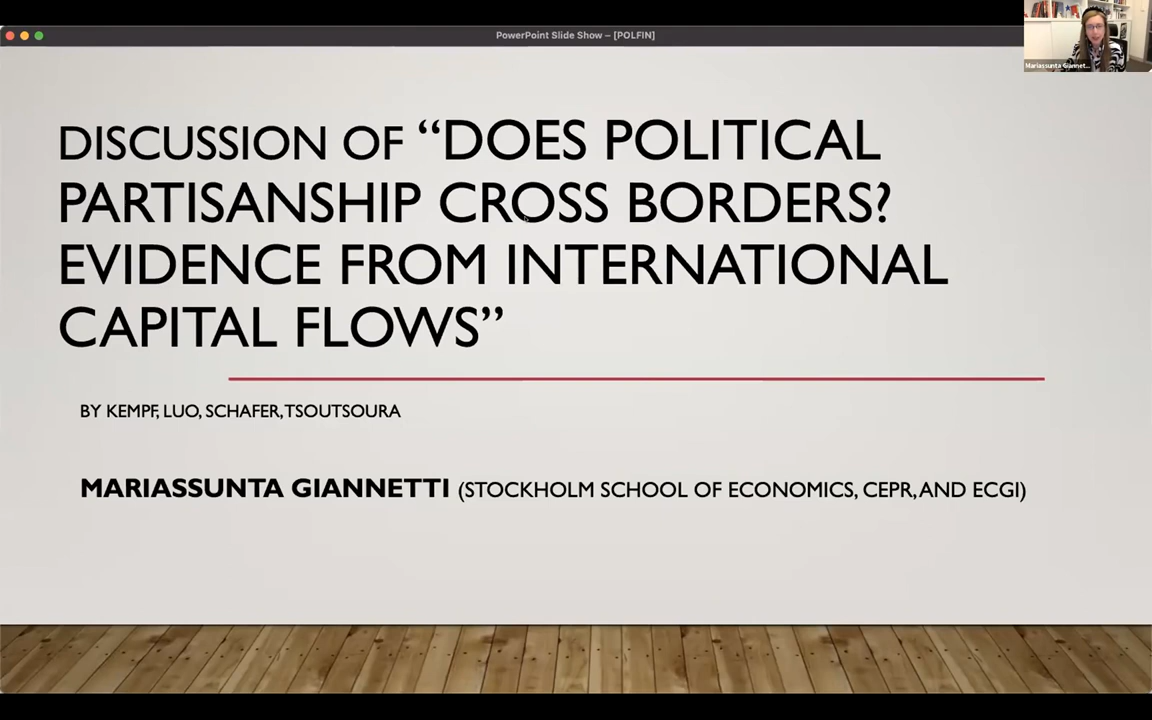 PowerPoint Slide Show – [POLFIN]
Mariassunta Giannet...
DISCUSSION OF “DOES POLITICAL
PARTISANSHIP CROSS BORDERS?
EVIDENCE FROM INTERNATIONAL
CAPITAL FLOWS”
BY KEMPF, LUO, SCHAFER, TSOUTSOURA
MARIASSUNTA GIANNETTI (STOCKHOLM SCHOOL OF ECONOMICS, CEPR, AND ECGI)